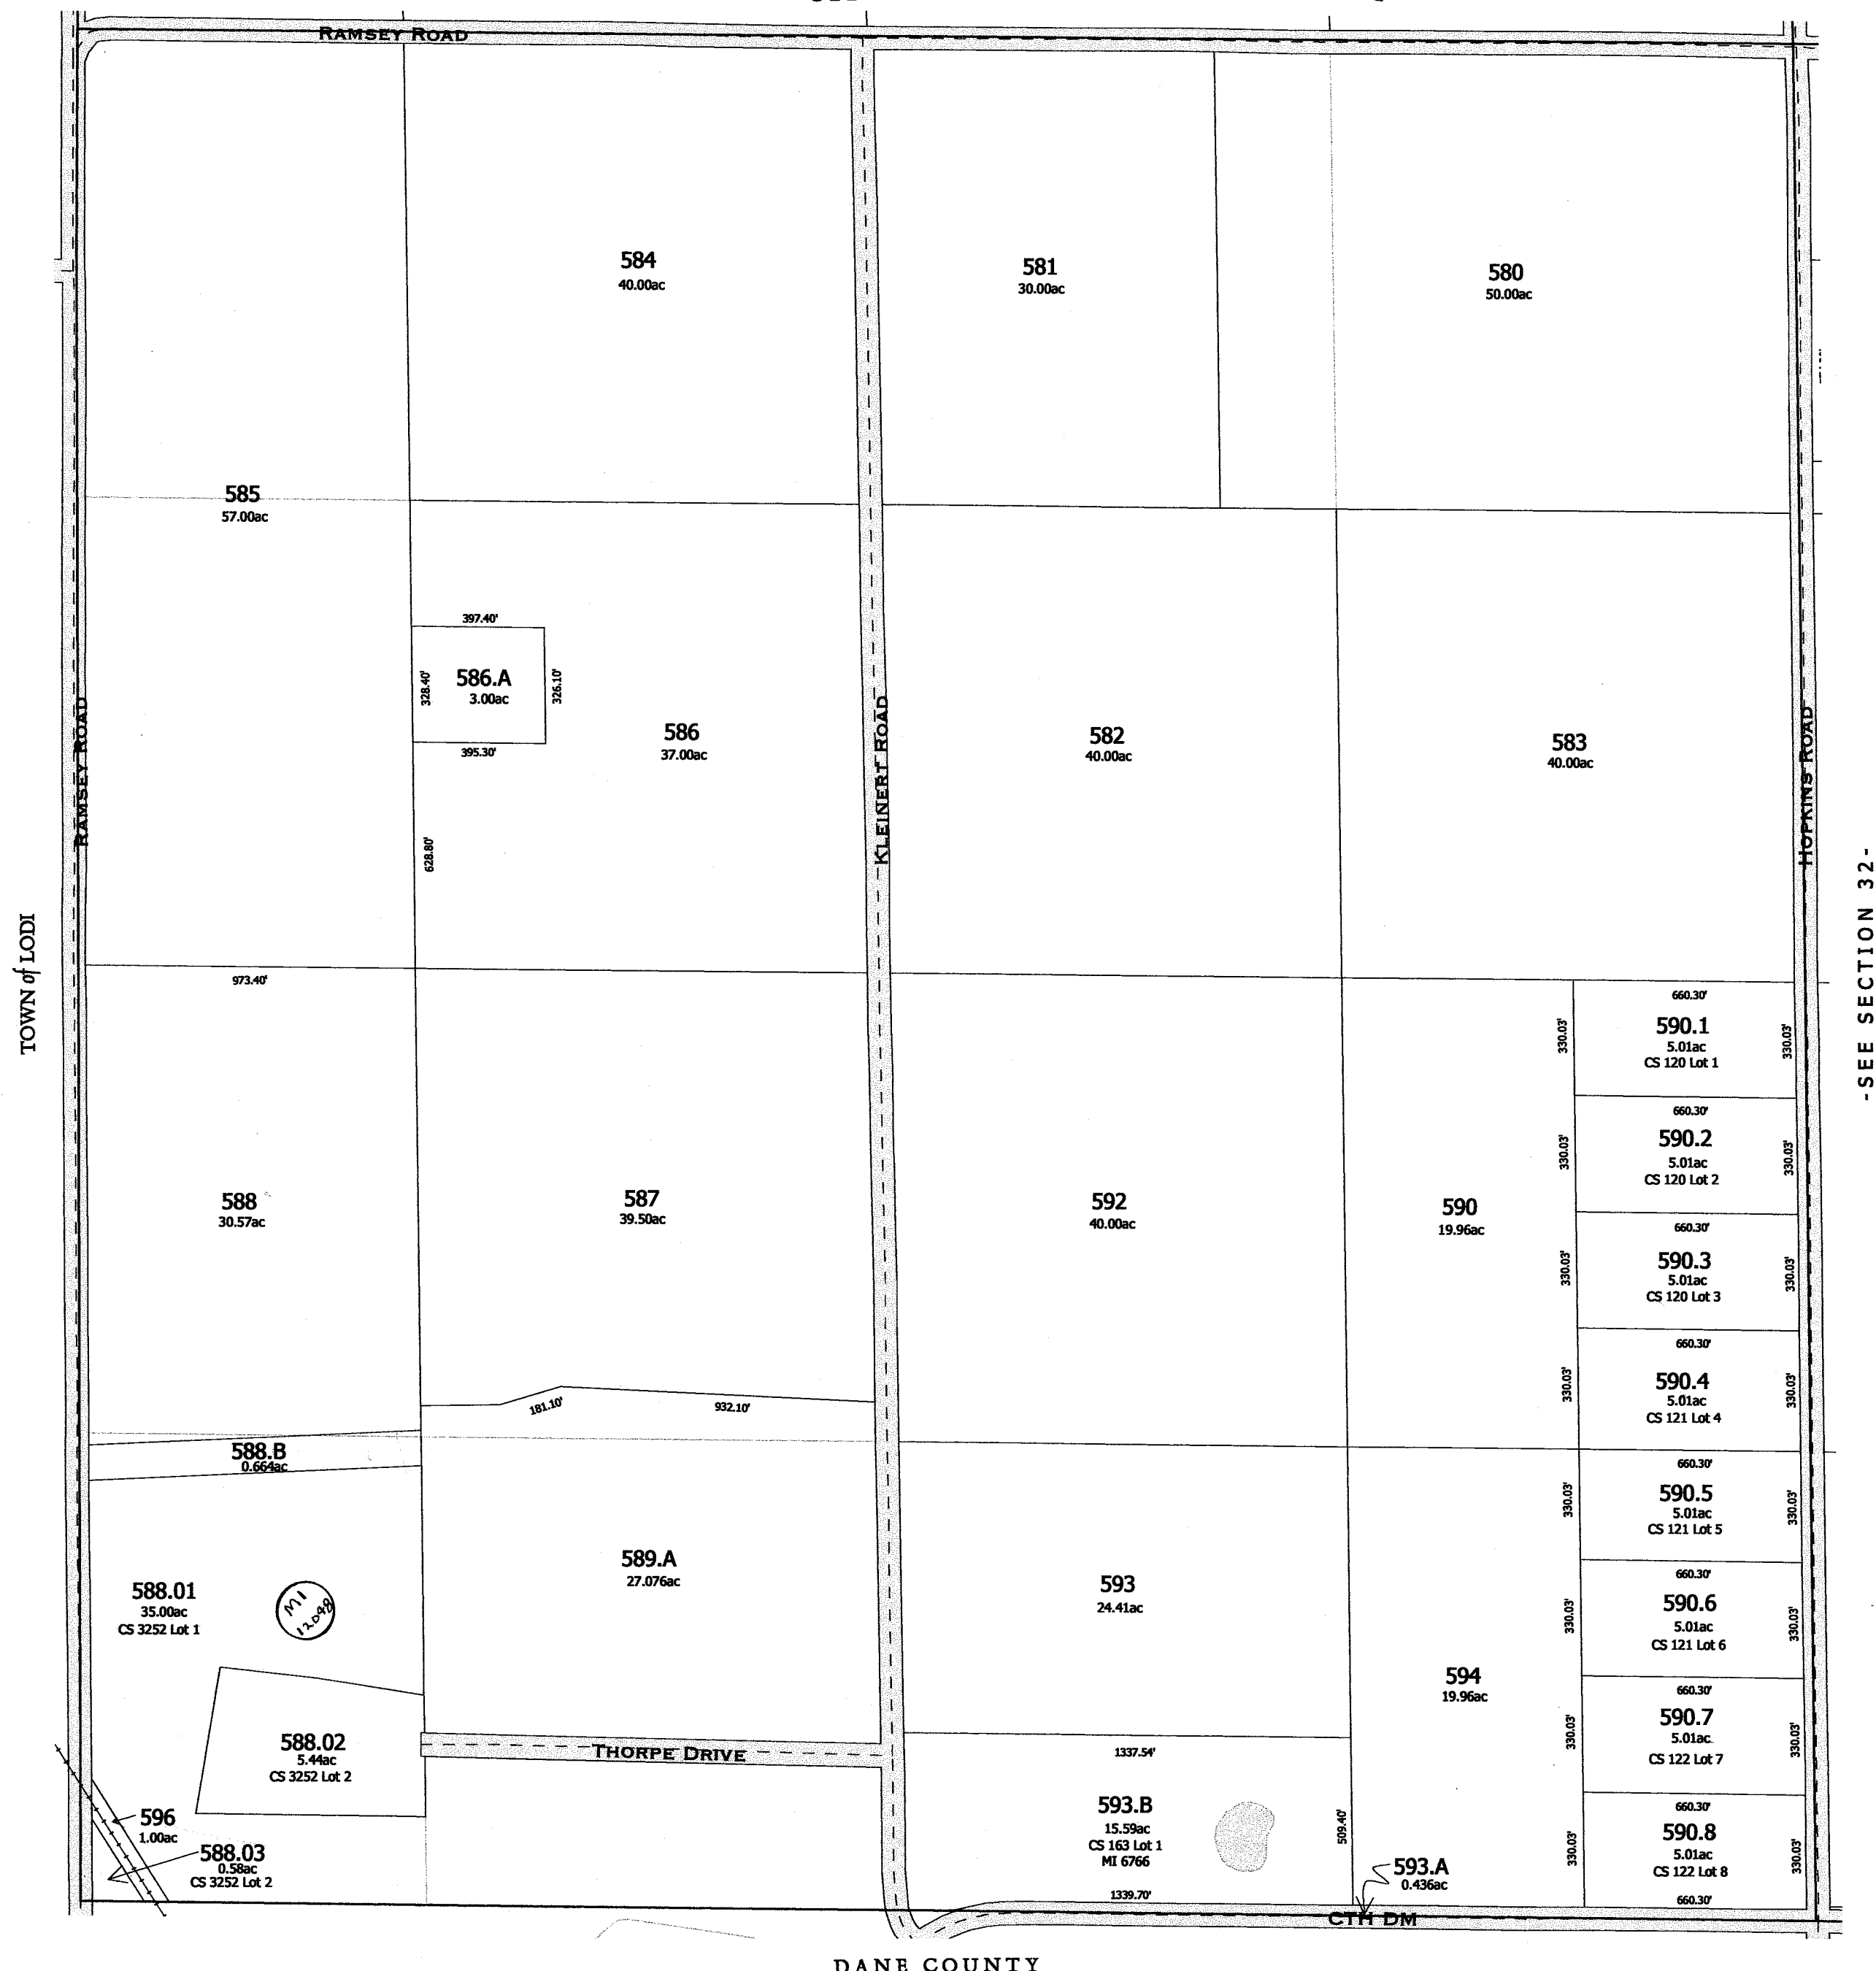 RAMSEY ROAD
584
40.00ac
581
30.00ac
580
50.00ac
585
57.00ac
397.40'
328.40'
586.A
3.00ac
326.10'
395.30'
586
37.00ac
582
40.00ac
583
40.00ac
RAMSEY ROAD
KLEINERT ROAD
HOPKINS ROAD
628.80'
TOWN of LODI
-SEE SECTION 32-
973.40'
660.30'
330.03'
590.1
5.01ac
CS 120 Lot 1
330.03'
660.30'
330.03'
590.2
5.01ac
CS 120 Lot 2
330.03'
588
30.57ac
587
39.50ac
592
40.00ac
590
19.96ac
660.30'
330.03'
590.3
5.01ac
CS 120 Lot 3
330.03'
660.30'
330.03'
590.4
5.01ac
CS 121 Lot 4
330.03'
181.10'
932.10'
588.B
0.664ac
660.30'
330.03'
590.5
5.01ac
CS 121 Lot 5
330.03'
588.01
35.00ac
CS 3252 Lot 1
MI
12098
589.A
27.076ac
593
24.41ac
660.30'
330.03'
590.6
5.01ac
CS 121 Lot 6
330.03'
594
19.96ac
660.30'
330.03'
590.7
5.01ac
CS 122 Lot 7
330.03'
588.02
5.44ac
CS 3252 Lot 2
THORPE DRIVE
1337.54'
593.B
15.59ac
CS 163 Lot 1
MI 6766
509.40'
660.30'
330.03'
590.8
5.01ac
CS 122 Lot 8
330.03'
596
1.00ac
588.03
0.58ac
CS 3252 Lot 2
593.A
0.436ac
1339.70'
660.30'
CTH DM
DANE COUNTY